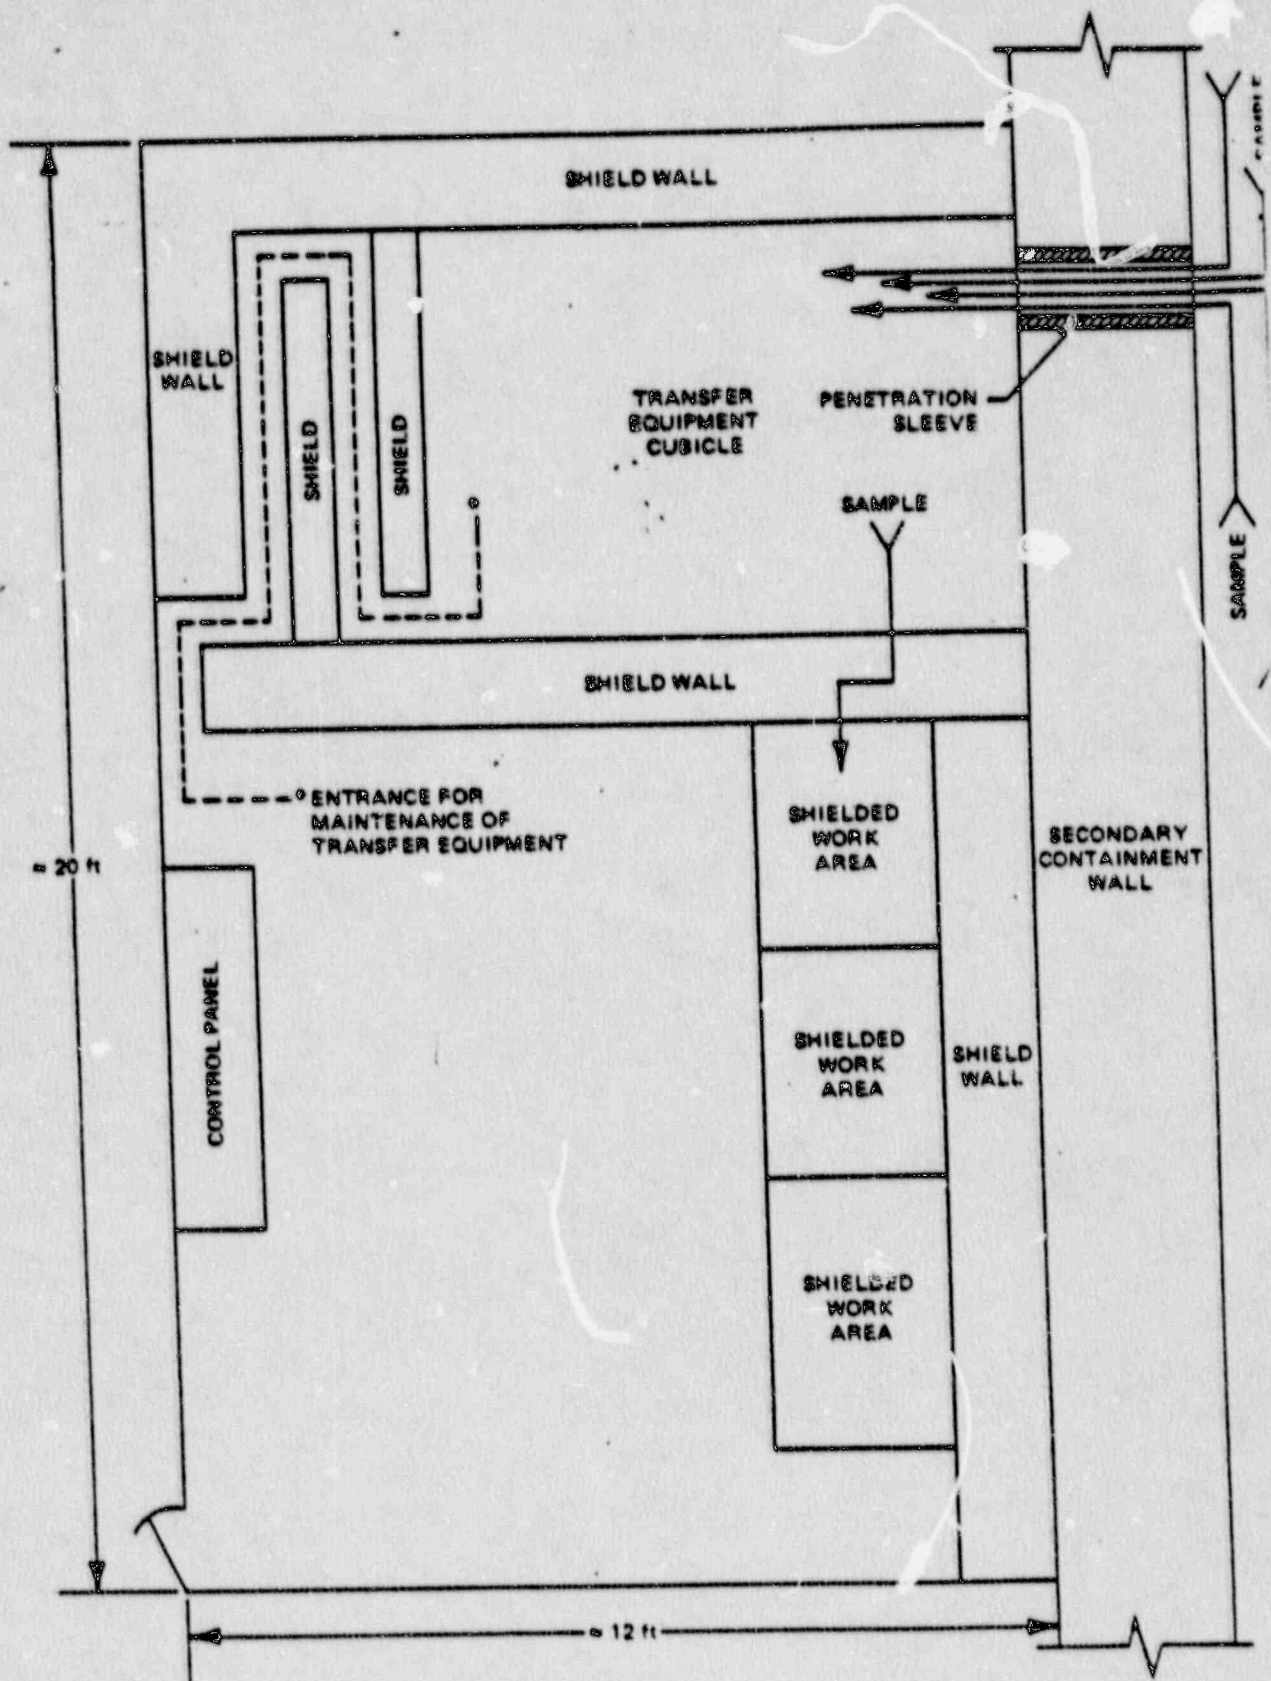 SAMPLE
SHIELD WALL
SHIELD
WALL
SHIELD
SHIELD
TRANSFER
EQUIPMENT
CUBICLE
PENETRATION
SLEEVE
SAMPLE
SAMPLE
SHIELD WALL
ENTRANCE FOR
MAINTENANCE OF
TRANSFER EQUIPMENT
≈ 20 ft
SHIELDED
WORK
AREA
SECONDARY
CONTAINMENT
WALL
CONTROL PANEL
SHIELDED
WORK
AREA
SHIELD
WALL
SHIELDED
WORK
AREA
≈ 12 ft